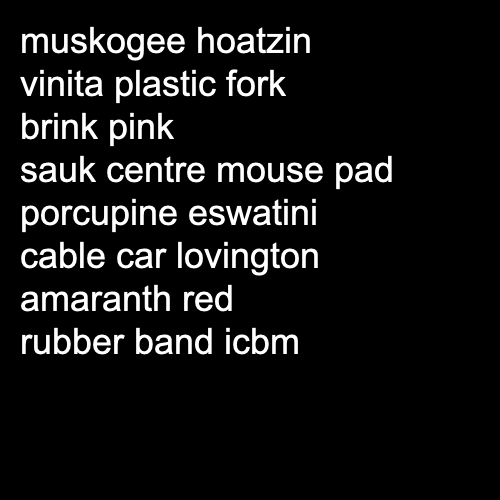 muskogee hoatzin
vinita plastic fork
brink pink
sauk centre mouse pad
porcupine eswatini
cable car lovington
amaranth red
rubber band icbm